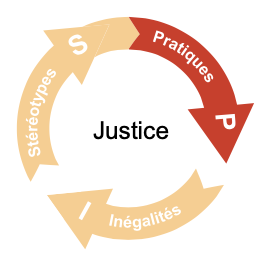 S
Pratiques
Stéréotypes
Justice
P
I
Inégalités